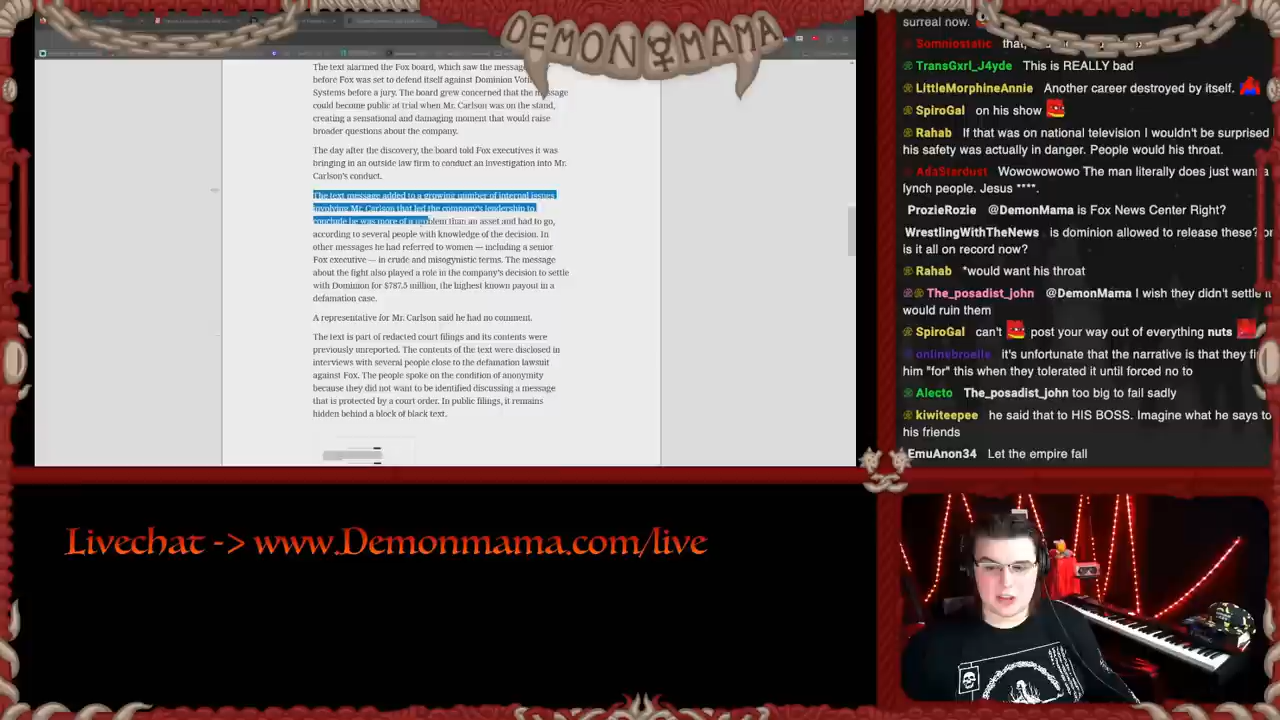 DEMON MAMA
The text alarmed the Fox board, which saw the message
before Fox was set to defend itself against Dominion
Systems before a jury. The board grew concerned that the message
could become public at trial when Mr. Carlson was on the stand,
creating a sensational and damaging moment that would raise
broader questions about the company.
The day after the discovery, the board told Fox executives it was
bringing in an outside law firm to conduct an investigation into Mr.
Carlson's conduct.
The text message added to a growing number of internal issues
involving Mr. Carlson that led the company's leadership to
conclude he was more of a problem than an asset and had to go,
according to several people with knowledge of the decision. In
other messages he had referred to women — including a senior
Fox executive — in crude and misogynistic terms. The message
about the fight also played a role in the company's decision to settle
with Dominion for $787.5 million, the highest known payout in a
defamation case.
A representative for Mr. Carlson said he had no comment.
The text is part of redacted court filings and its contents were
previously unreported. The contents of the text were disclosed in
interviews with several people close to the defamation lawsuit
against Fox. The people spoke on the condition of anonymity
because they did not want to be identified discussing a message
that is protected by a court order. In public filings, it remains
hidden behind a block of black text.
surreal now.
Somniostatic that,
TransGxrl_J4yde This is REALLY bad
LittleMorphineAnnie Another career destroyed by itself.
SpiroGal on his show
Rahab If that was on national television I wouldn't be surprised
his safety was actually in danger. People would his throat.
AdaStardust Wowowowowo The man literally does just wan
lynch people. Jesus ****.
ProzieRozie @DemonMama is Fox News Center Right?
WrestlingWithTheNews is dominion allowed to release these? or
is it all on record now?
Rahab *would want his throat
The_posadist_john @DemonMama I wish they didn't settle
would ruin them
SpiroGal can't post your way out of everything nuts
onlinebroelle it's unfortunate that the narrative is what they fi
him "for" this when they tolerated it until forced no to
Alecto The_posadist_john too big to fail sadly
kiwiteepee he said that to HIS BOSS. Imagine what he says to
his friends
EmuAnon34 Let the empire fall
Livechat -> www.Demonmama.com/live